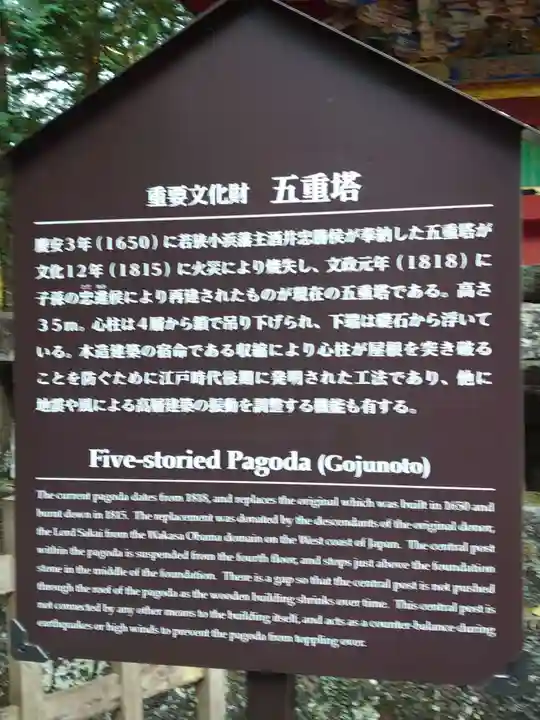 重要文化財　五重塔
慶安3年（1650）に若狭小浜藩主酒井忠勝侯が奉納した五重塔が
文化12年（1815）に火災により焼失し、文政元年（1818）に
子孫の忠進候により再建されたものが現在の五重塔である。高さ
35m。心柱は4層から鎖で吊り下げられ、下端は礎石から浮いて
いる。木造建築の宿命である収縮により心柱が屋根を突き破る
ことを防ぐために江戸時代後期に発明された工法であり、他に
地震や風による高層建築の振動を調整する機能も有する。
Five-storied Pagoda (Gojunoto)
The current pagoda dates from 1818, and replaces the original which was built in 1650 and
burnt down in 1815. The replacement was donated by the descendants of the original donor,
the Lord Sakai from the Wakasa Obama domain on the West coast of Japan. The central post
within the pagoda is suspended from the fourth floor, and stops just above the foundation
stone in the middle of the foundation. There is a gap so that the central post is not pushed
through the roof of the pagoda as the wooden building shrinks over time. This central post is
not connected by any other means to the building itself, and acts as a counter-balance during
earthquakes or high winds to prevent the pagoda from toppling over.